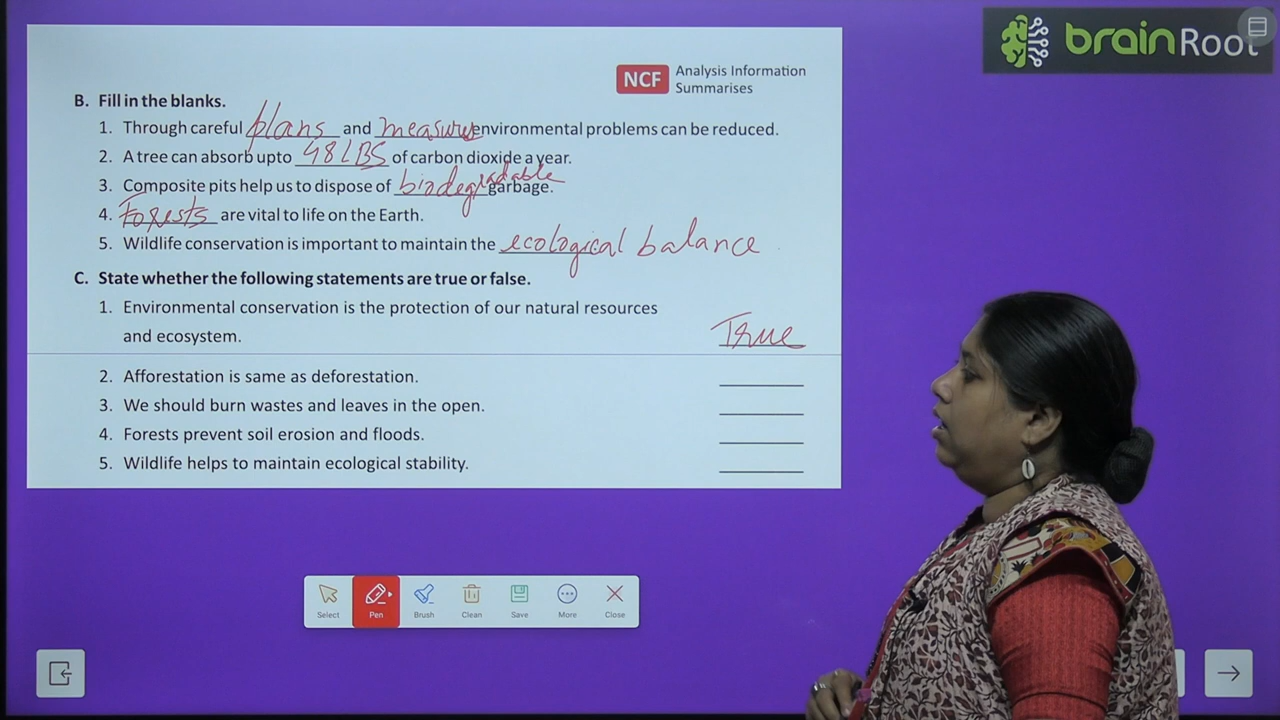 brainRoot
NCF Analysis Information
Summarises
B. Fill in the blanks.
1. Through careful plans and measures environmental problems can be reduced.
2. A tree can absorb upto 48 LBS of carbon dioxide a year.
3. Composite pits help us to dispose of biodegradable garbage.
4. Forests are vital to life on the Earth.
5. Wildlife conservation is important to maintain the ecological balance
C. State whether the following statements are true or false.
1. Environmental conservation is the protection of our natural resources
and ecosystem. True
2. Afforestation is same as deforestation.
3. We should burn wastes and leaves in the open.
4. Forests prevent soil erosion and floods.
5. Wildlife helps to maintain ecological stability.
Select Pen Brush Clean Save More Close